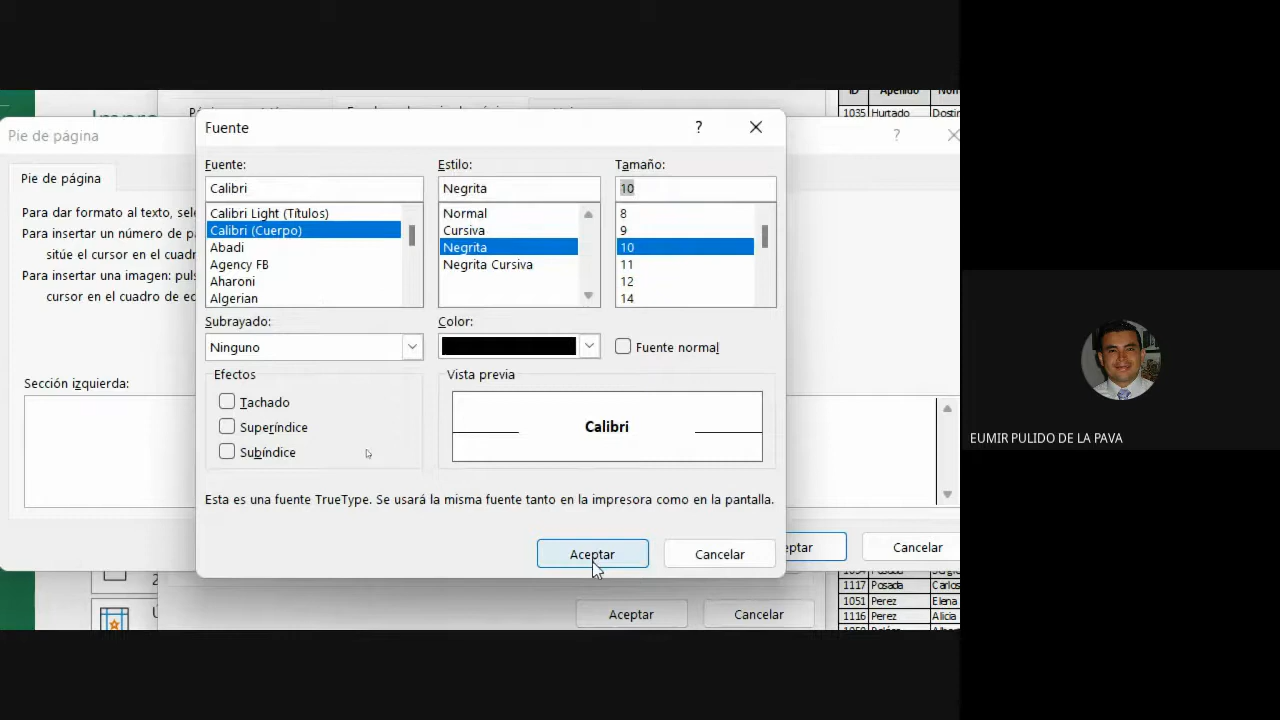 Pie de página
?
Pie de página
Para dar formato al texto, sele
Para insertar un número de pa
sitúe el cursor en el cuadr
Para insertar una imagen: puls
cursor en el cuadro de ed
Sección izquierda:
Fuente
?
Fuente:
Calibri
Calibri Light (Títulos)
Calibri (Cuerpo)
Abadi
Agency FB
Aharoni
Algerian
Estilo:
Negrita
Normal
Cursiva
Negrita
Negrita Cursiva
Tamaño:
10
8
9
10
11
12
14
Subrayado:
Ninguno
Color:
Fuente normal
Efectos
Tachado
Superíndice
Subíndice
Vista previa
Calibri
Esta es una fuente TrueType. Se usará la misma fuente tanto en la impresora como en la pantalla.
Aceptar
Cancelar
eptar
Cancelar
Aceptar
Cancelar
1035 Hurtado
1117 Posada Carlos
1051 Perez Elena
1116 Perez Alicia
EUMIR PULIDO DE LA PAVA